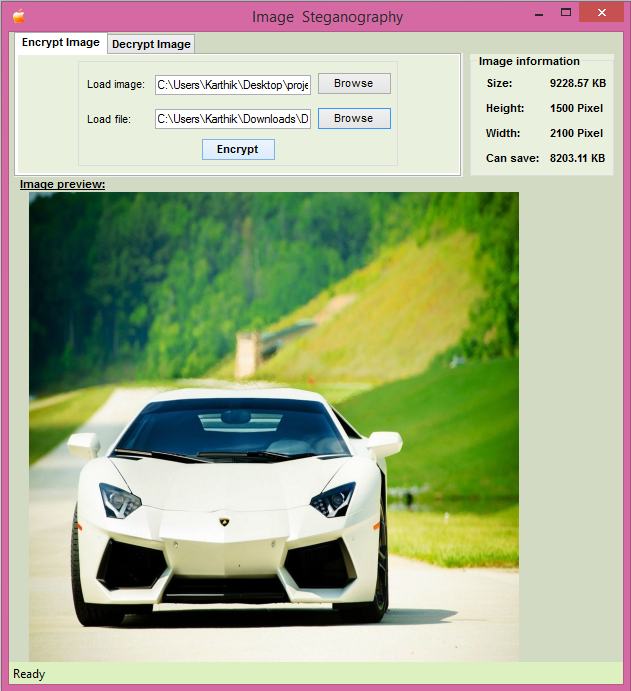 Image Steganography
Encrypt Image
Decrypt Image
Load image: C:\Users\Karthik\Desktop\proje Browse
Load file: C:\Users\Karthik\Downloads\D Browse
Encrypt
Image information
Size: 9228.57 KB
Height: 1500 Pixel
Width: 2100 Pixel
Can save: 8203.11 KB
Image preview:
Ready